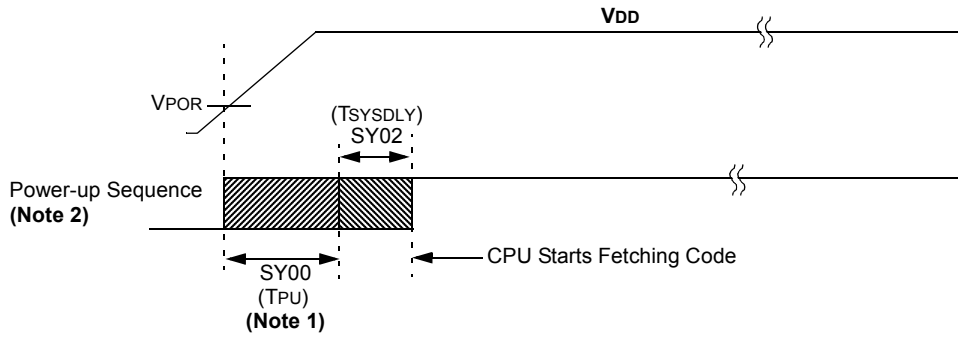 VDD
VPOR
(TSYSDLY)
SY02
Power-up Sequence
(Note 2)
CPU Starts Fetching Code
SY00
(TPU)
(Note 1)